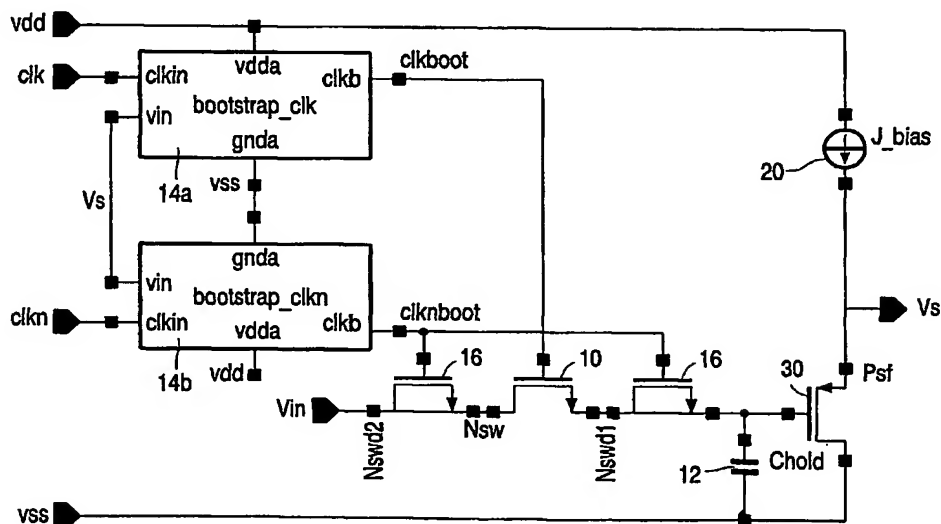 vdd
clk
clkin
vdda
clkb
clkboot
vin
bootstrap_clk
gnda
14a
vss
Vs
J_bias
20
gnda
vin
bootstrap_clkn
clkn
clkin
vdda
clkb
clknboot
14b
vdd
Vs
16
10
16
30
Psf
Vin
Nswd2
Nsw
Nswd1
12
Chold
vss